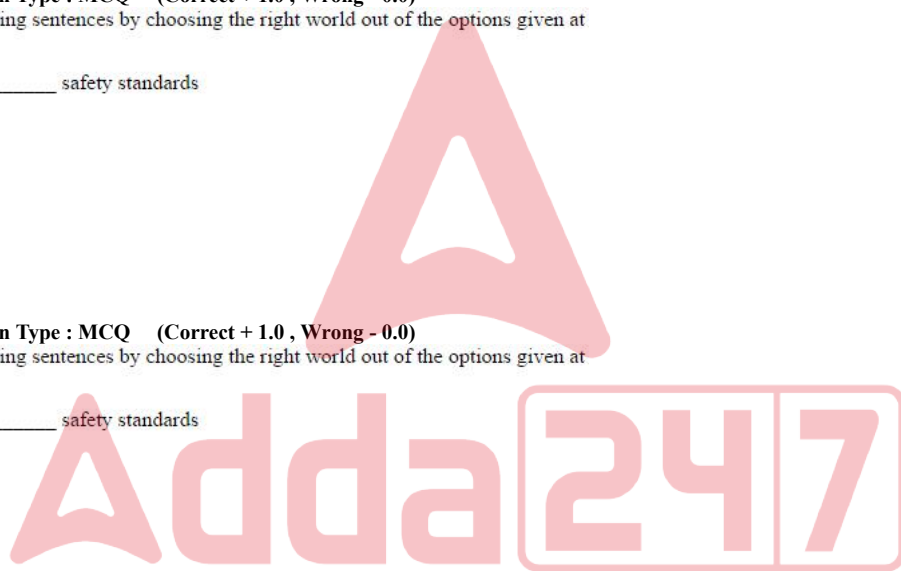 n Type : MCQ (Correct + 1.0 , Wrong - 0.0)
ing sentences by choosing the right world out of the options given at
______ safety standards
n Type : MCQ (Correct + 1.0 , Wrong - 0.0)
ing sentences by choosing the right world out of the options given at
______ safety standards
Adda247